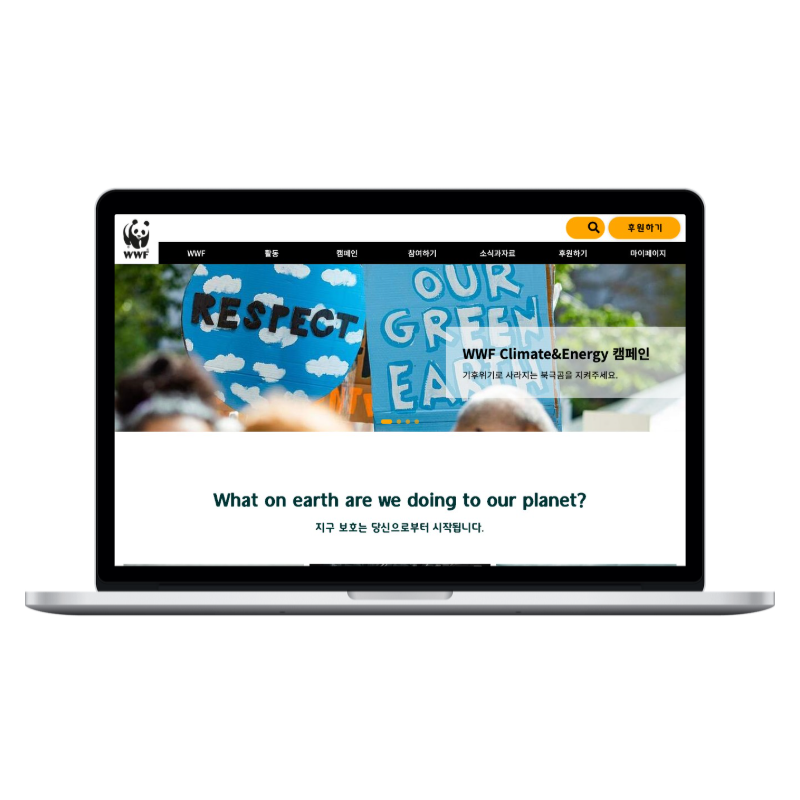 WWF
후원하기
WWF 활동 캠페인 참여하기 소식과자료 후원하기 마이페이지
RESPECT
OUR
GREEN
EARTH
WWF Climate&Energy 캠페인
기후위기로 사라지는 북극곰을 지켜주세요.
What on earth are we doing to our planet?
지구 보호는 당신으로부터 시작됩니다.